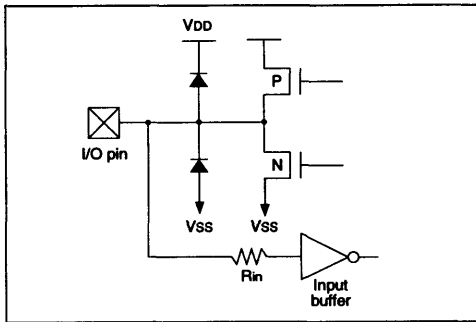 VDD
P
I/O pin
N
VSS
VSS
Rin
Input
buffer